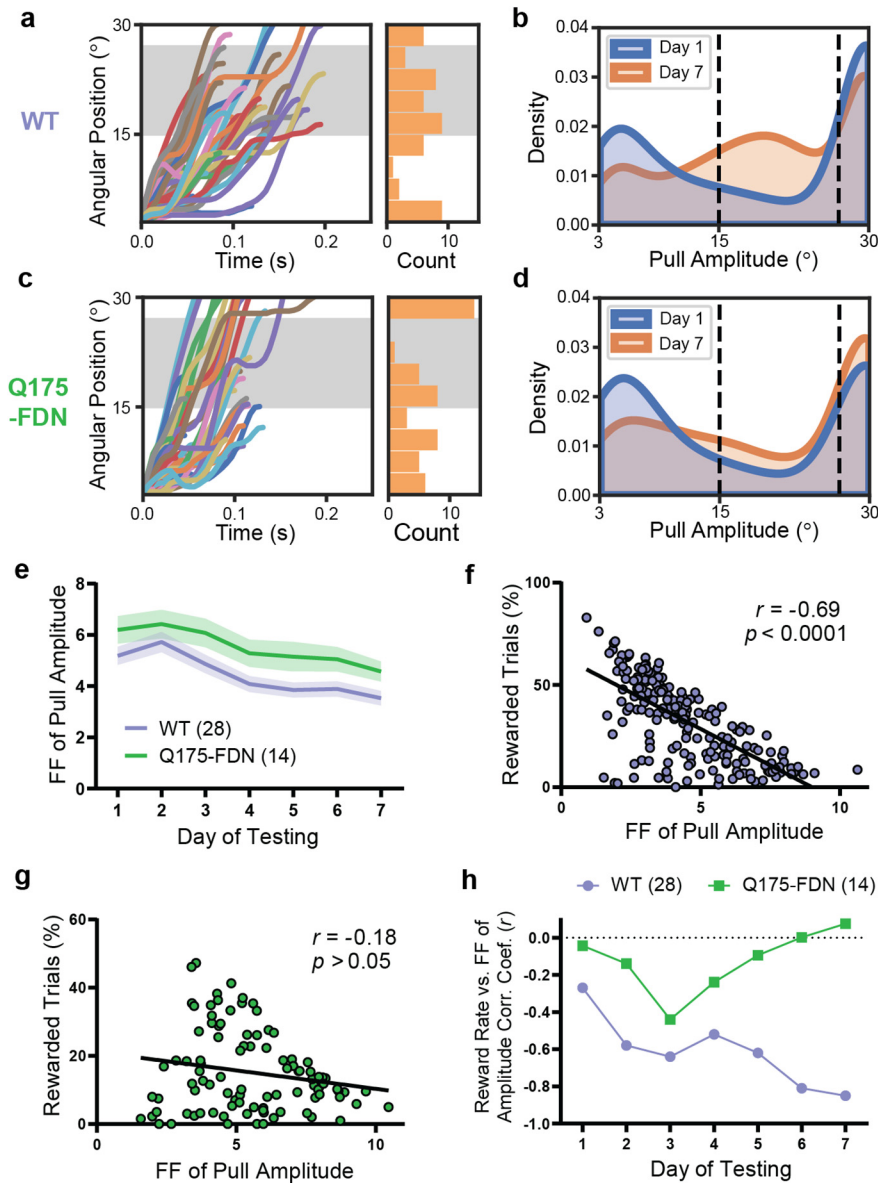 a
WT
Angular Position (°)
30
15
0.0
0.1
0.2
Time (s)
0
10
Count
b
Density
0.04
0.03
0.02
0.01
0.00
Day 1
Day 7
3
15
30
Pull Amplitude (°)
c
Q175
-FDN
Angular Position (°)
30
15
0.0
0.1
0.2
Time (s)
0
10
Count
d
Density
0.04
0.03
0.02
0.01
0.00
Day 1
Day 7
3
15
30
Pull Amplitude (°)
e
FF of Pull Amplitude
8
6
4
2
0
WT (28)
Q175-FDN (14)
1 2 3 4 5 6 7
Day of Testing
f
Rewarded Trials (%)
100
50
0
r = -0.69
p < 0.0001
0 5 10
FF of Pull Amplitude
g
Rewarded Trials (%)
60
40
20
0
r = -0.18
p > 0.05
0 5 10
FF of Pull Amplitude
h
WT (28)
Q175-FDN (14)
Reward Rate vs. FF of
Amplitude Corr. Coef. (r)
0.0
-0.2
-0.4
-0.6
-0.8
-1.0
1 2 3 4 5 6 7
Day of Testing